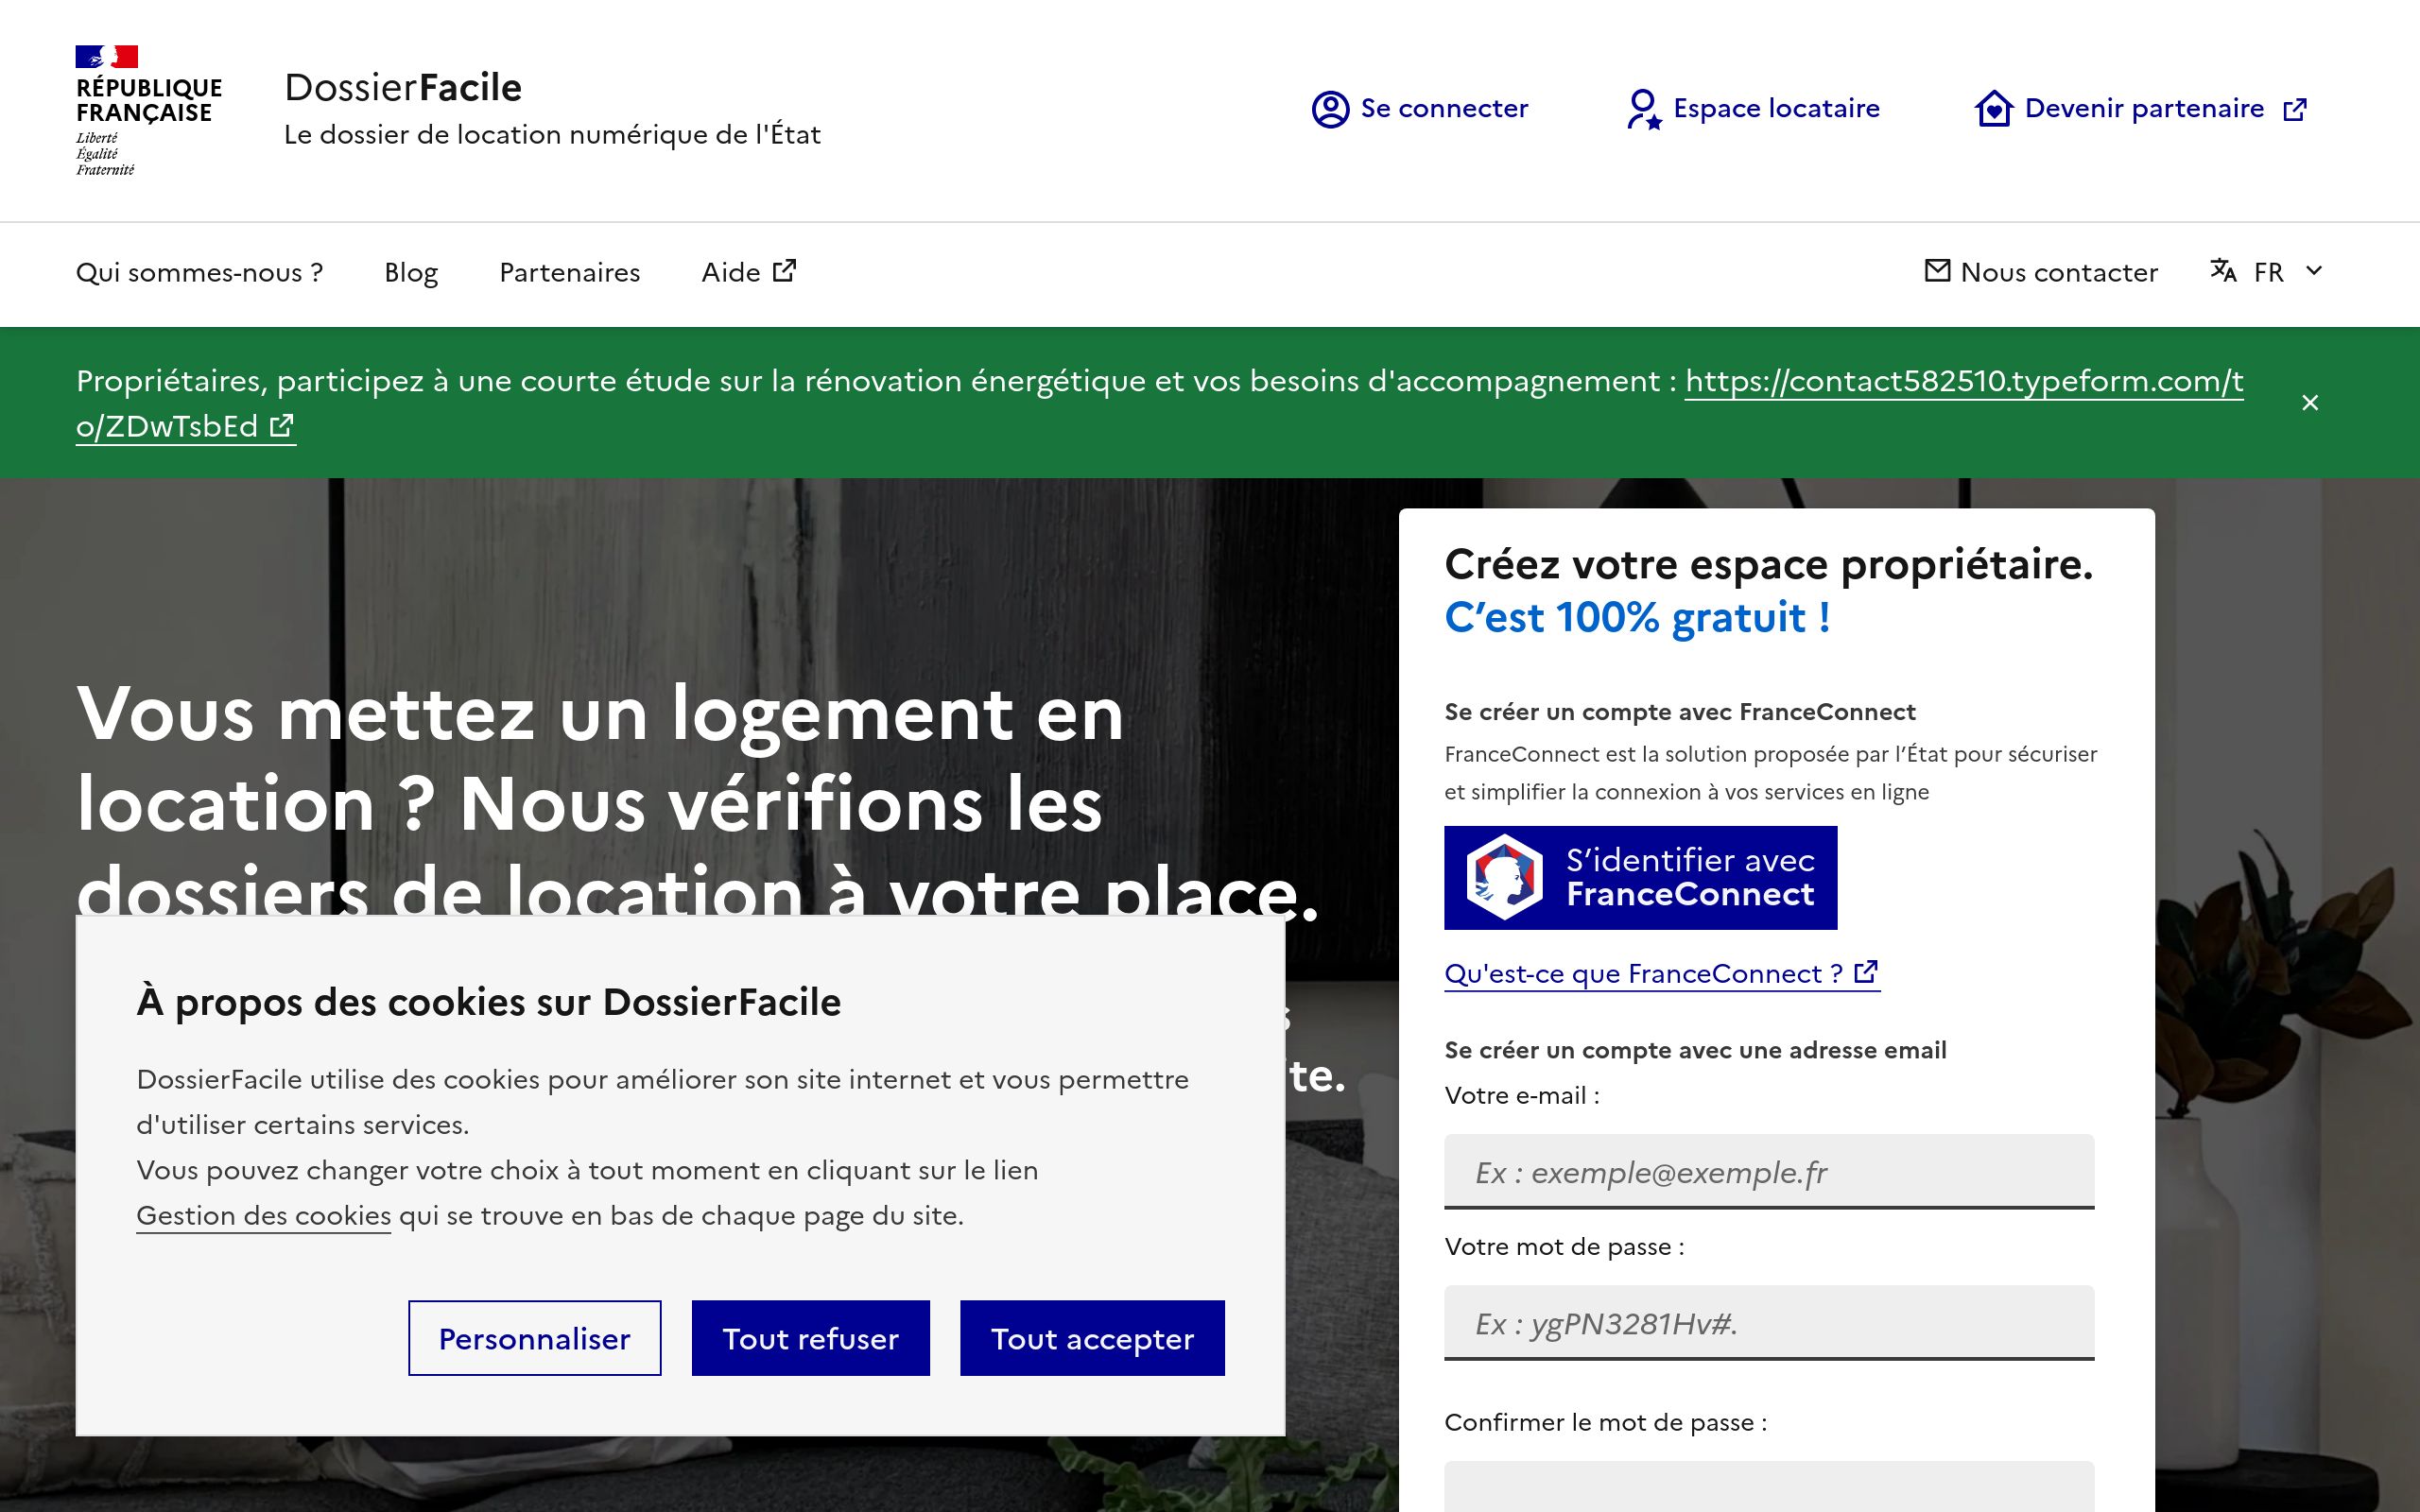 RÉPUBLIQUE
FRANÇAISE
Liberté
Égalité
Fraternité
DossierFacile
Le dossier de location numérique de l'État
Se connecter
Espace locataire
Devenir partenaire
Qui sommes-nous ?
Blog
Partenaires
Aide
Nous contacter
FR
Propriétaires, participez à une courte étude sur la rénovation énergétique et vos besoins d'accompagnement : https://contact582510.typeform.com/t
o/ZDwTsbEd
Vous mettez un logement en
location ? Nous vérifions les
dossiers de location à votre place.
À propos des cookies sur DossierFacile
DossierFacile utilise des cookies pour améliorer son site internet et vous permettre
d'utiliser certains services.
Vous pouvez changer votre choix à tout moment en cliquant sur le lien
Gestion des cookies qui se trouve en bas de chaque page du site.
Personnaliser
Tout refuser
Tout accepter
Créez votre espace propriétaire.
C’est 100% gratuit !
Se créer un compte avec FranceConnect
FranceConnect est la solution proposée par l’État pour sécuriser
et simplifier la connexion à vos services en ligne
S’identifier avec
FranceConnect
Qu'est-ce que FranceConnect ?
Se créer un compte avec une adresse email
Votre e-mail :
Ex : exemple@exemple.fr
Votre mot de passe :
Ex : ygPN3281Hv#.
Confirmer le mot de passe :